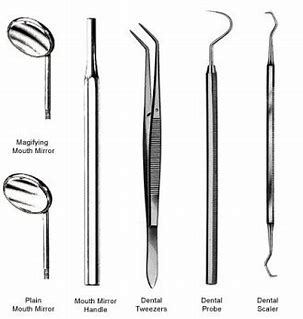 Magifying
Mouth Mirror
Plain
Mouth Mirror
Mouth Mirror
Handle
Dental
Tweezers
Dental
Probe
Dental
Scaler